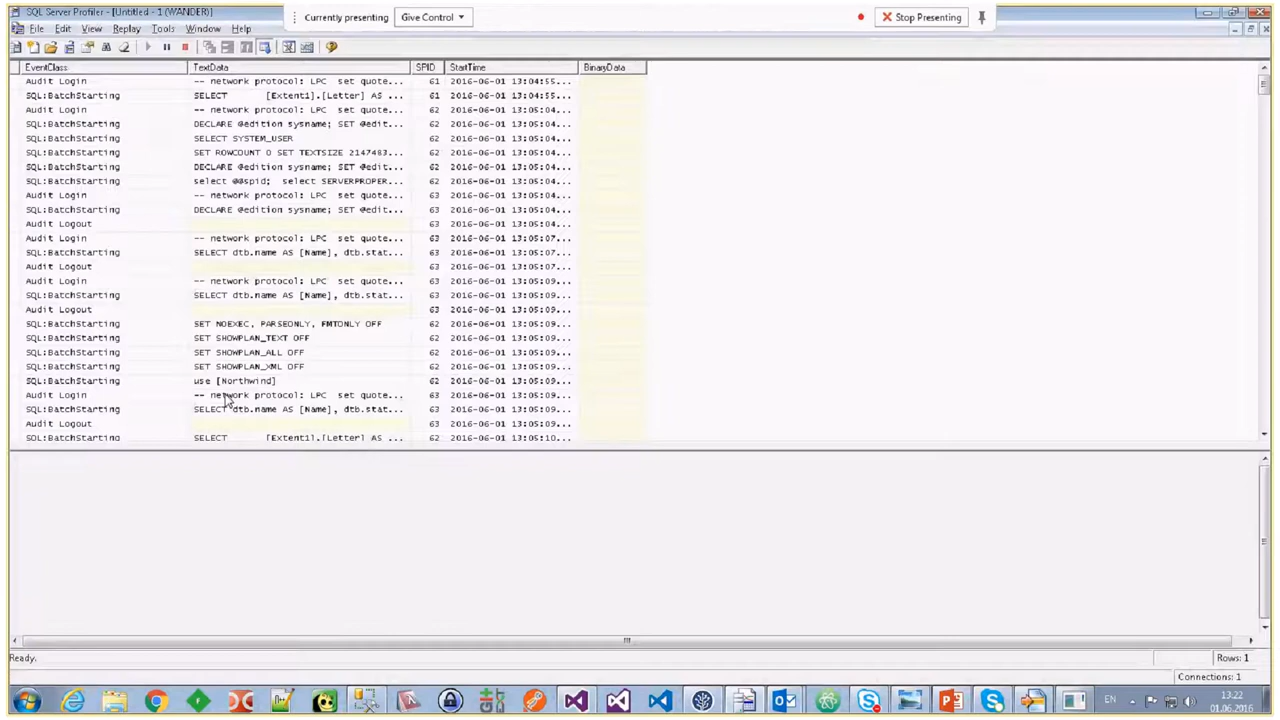 SQL Server Profiler - [Untitled - 1 (WANDER)]
Currently presenting Give Control Stop Presenting
File Edit View Replay Tools Window Help
EventClass TextData SPID StartTime BinaryData
Audit Login -- network protocol: LPC set quote... 61 2016-06-01 13:04:55...
SQL:BatchStarting SELECT [Extent1].[Letter] AS ... 61 2016-06-01 13:04:55...
Audit Login -- network protocol: LPC set quote... 62 2016-06-01 13:05:04...
SQL:BatchStarting DECLARE @edition sysname; SET @edit... 62 2016-06-01 13:05:04...
SQL:BatchStarting SELECT SYSTEM_USER 62 2016-06-01 13:05:04...
SQL:BatchStarting SET ROWCOUNT 0 SET TEXTSIZE 2147483... 62 2016-06-01 13:05:04...
SQL:BatchStarting DECLARE @edition sysname; SET @edit... 62 2016-06-01 13:05:04...
SQL:BatchStarting select @@spid; select SERVERPROPER... 62 2016-06-01 13:05:04...
Audit Login -- network protocol: LPC set quote... 63 2016-06-01 13:05:04...
SQL:BatchStarting DECLARE @edition sysname; SET @edit... 63 2016-06-01 13:05:04...
Audit Logout 63 2016-06-01 13:05:04...
Audit Login -- network protocol: LPC set quote... 63 2016-06-01 13:05:07...
SQL:BatchStarting SELECT dtb.name AS [Name], dtb.stat... 63 2016-06-01 13:05:07...
Audit Logout 63 2016-06-01 13:05:07...
Audit Login -- network protocol: LPC set quote... 63 2016-06-01 13:05:09...
SQL:BatchStarting SELECT dtb.name AS [Name], dtb.stat... 63 2016-06-01 13:05:09...
Audit Logout 63 2016-06-01 13:05:09...
SQL:BatchStarting SET NOEXEC, PARSEONLY, FMTONLY OFF 62 2016-06-01 13:05:09...
SQL:BatchStarting SET SHOWPLAN_TEXT OFF 62 2016-06-01 13:05:09...
SQL:BatchStarting SET SHOWPLAN_ALL OFF 62 2016-06-01 13:05:09...
SQL:BatchStarting SET SHOWPLAN_XML OFF 62 2016-06-01 13:05:09...
SQL:BatchStarting use [Northwind] 62 2016-06-01 13:05:09...
Audit Login -- network protocol: LPC set quote... 63 2016-06-01 13:05:09...
SQL:BatchStarting SELECT dtb.name AS [Name], dtb.stat... 63 2016-06-01 13:05:09...
Audit Logout 63 2016-06-01 13:05:09...
SQL:BatchStarting SELECT [Extent1].[Letter] AS ... 62 2016-06-01 13:05:10...
Ready. Rows: 1
Connections: 1
EN 13:22
01.06.2016